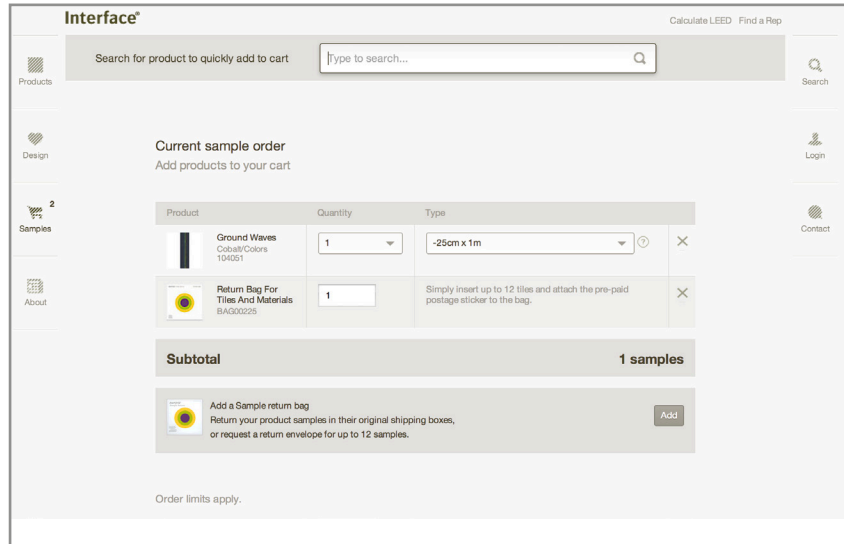 Interface®
Calculate LEED Find a Rep
Search for product to quickly add to cart
Type to search...
Products
Search
Design
Login
2
Samples
Contact
About
Current sample order
Add products to your cart
Product Quantity Type
Ground Waves
Cobalt/Colors
104051
1
-25cm x 1m
?
Return Bag For
Tiles And Materials
BAG00225
1
Simply insert up to 12 tiles and attach the pre-paid
postage sticker to the bag.
Subtotal 1 samples
Add a Sample return bag
Return your product samples in their original shipping boxes,
or request a return envelope for up to 12 samples.
Add
Order limits apply.